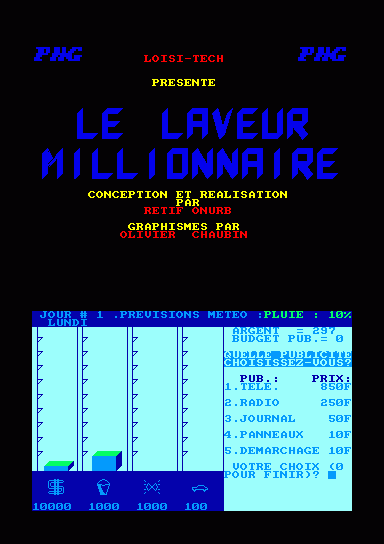 PHG LOISI-TECH PHG
PRESENTE
LE LAVEUR
MILLIONNAIRE
CONCEPTION ET REALISATION
PAR
RETIF ONURB
GRAPHISMES PAR
OLIVIER CHAUBIN
JOUR # 1 .PREVISIONS METEO :PLUIE : 10%
LUNDI
ARGENT = 297
BUDGET PUB.= 0
QUELLE PUBLICITE
CHOISISSEZ-VOUS?
PUB.: PRIX:
1.TELE. 850F
2.RADIO 250F
3.JOURNAL 50F
4.PANNEAUX 10F
5.DEMARCHAGE 10F
VOTRE CHOIX (0
POUR FINIR)?
10000 1000 1000 100